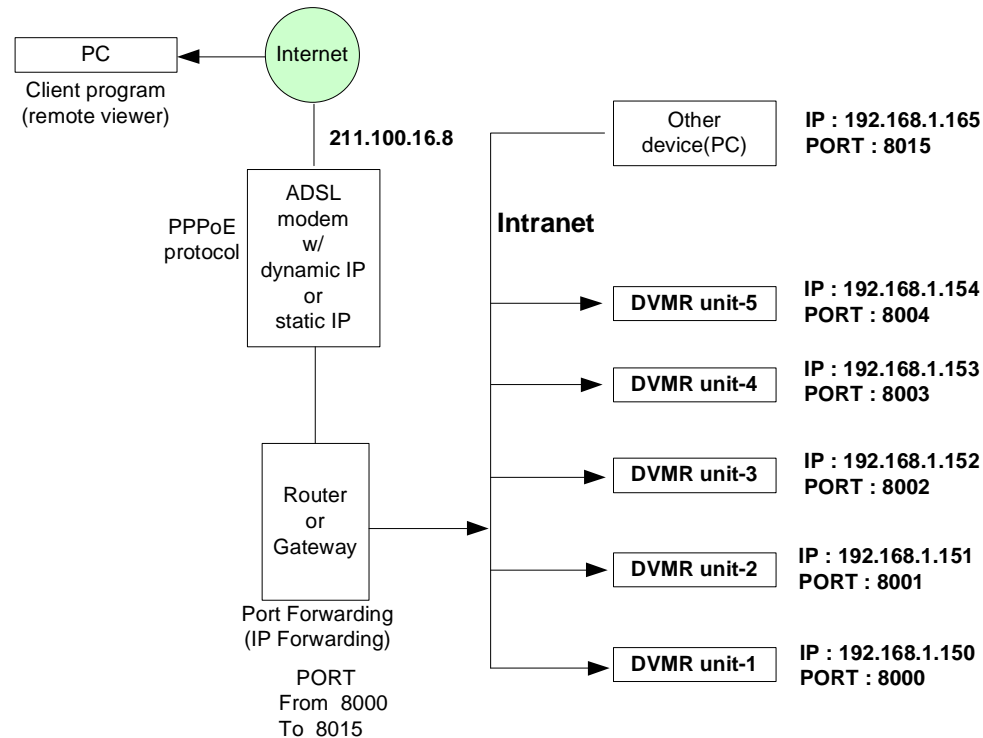 PC
Client program
(remote viewer)
Internet
211.100.16.8
PPPoE
protocol
ADSL
modem
w/
dynamic IP
or
static IP
Router
or
Gateway
Port Forwarding
(IP Forwarding)
PORT
From 8000
To 8015
Intranet
Other
device(PC)
IP : 192.168.1.165
PORT : 8015
DVMR unit-5
IP : 192.168.1.154
PORT : 8004
DVMR unit-4
IP : 192.168.1.153
PORT : 8003
DVMR unit-3
IP : 192.168.1.152
PORT : 8002
DVMR unit-2
IP : 192.168.1.151
PORT : 8001
DVMR unit-1
IP : 192.168.1.150
PORT : 8000